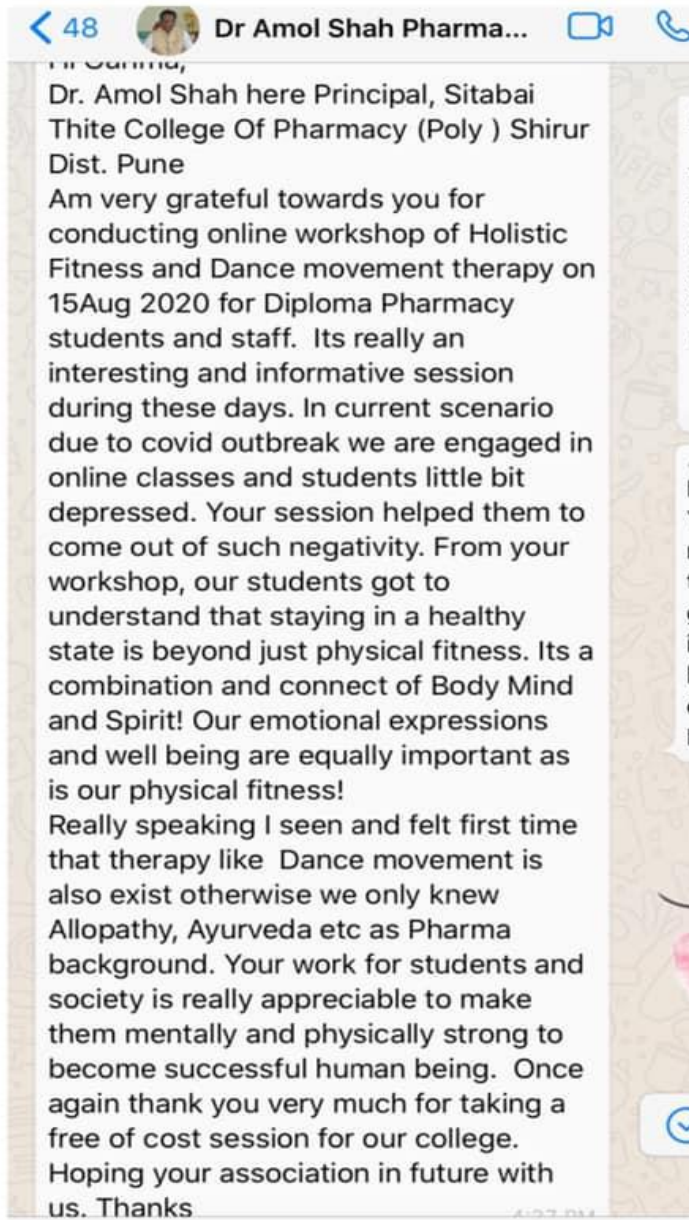 48 Dr Amol Shah Pharma...
Dr. Amol Shah here Principal, Sitabai
Thite College Of Pharmacy (Poly ) Shirur
Dist. Pune
Am very grateful towards you for
conducting online workshop of Holistic
Fitness and Dance movement therapy on
15Aug 2020 for Diploma Pharmacy
students and staff.  Its really an
interesting and informative session
during these days. In current scenario
due to covid outbreak we are engaged in
online classes and students little bit
depressed. Your session helped them to
come out of such negativity. From your
workshop, our students got to
understand that staying in a healthy
state is beyond just physical fitness. Its a
combination and connect of Body Mind
and Spirit! Our emotional expressions
and well being are equally important as
is our physical fitness!
Really speaking I seen and felt first time
that therapy like  Dance movement is
also exist otherwise we only knew
Allopathy, Ayurveda etc as Pharma
background. Your work for students and
society is really appreciable to make
them mentally and physically strong to
become successful human being.  Once
again thank you very much for taking a
free of cost session for our college.
Hoping your association in future with
us. Thanks
4:37 PM